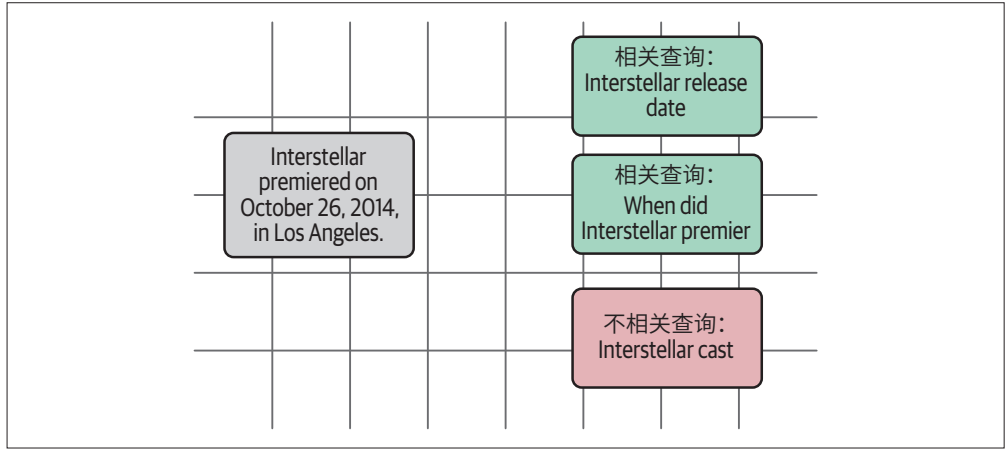 Interstellar
premiered on
October 26, 2014,
in Los Angeles.
相关查询：
Interstellar release
date
相关查询：
When did
Interstellar premier
不相关查询：
Interstellar cast